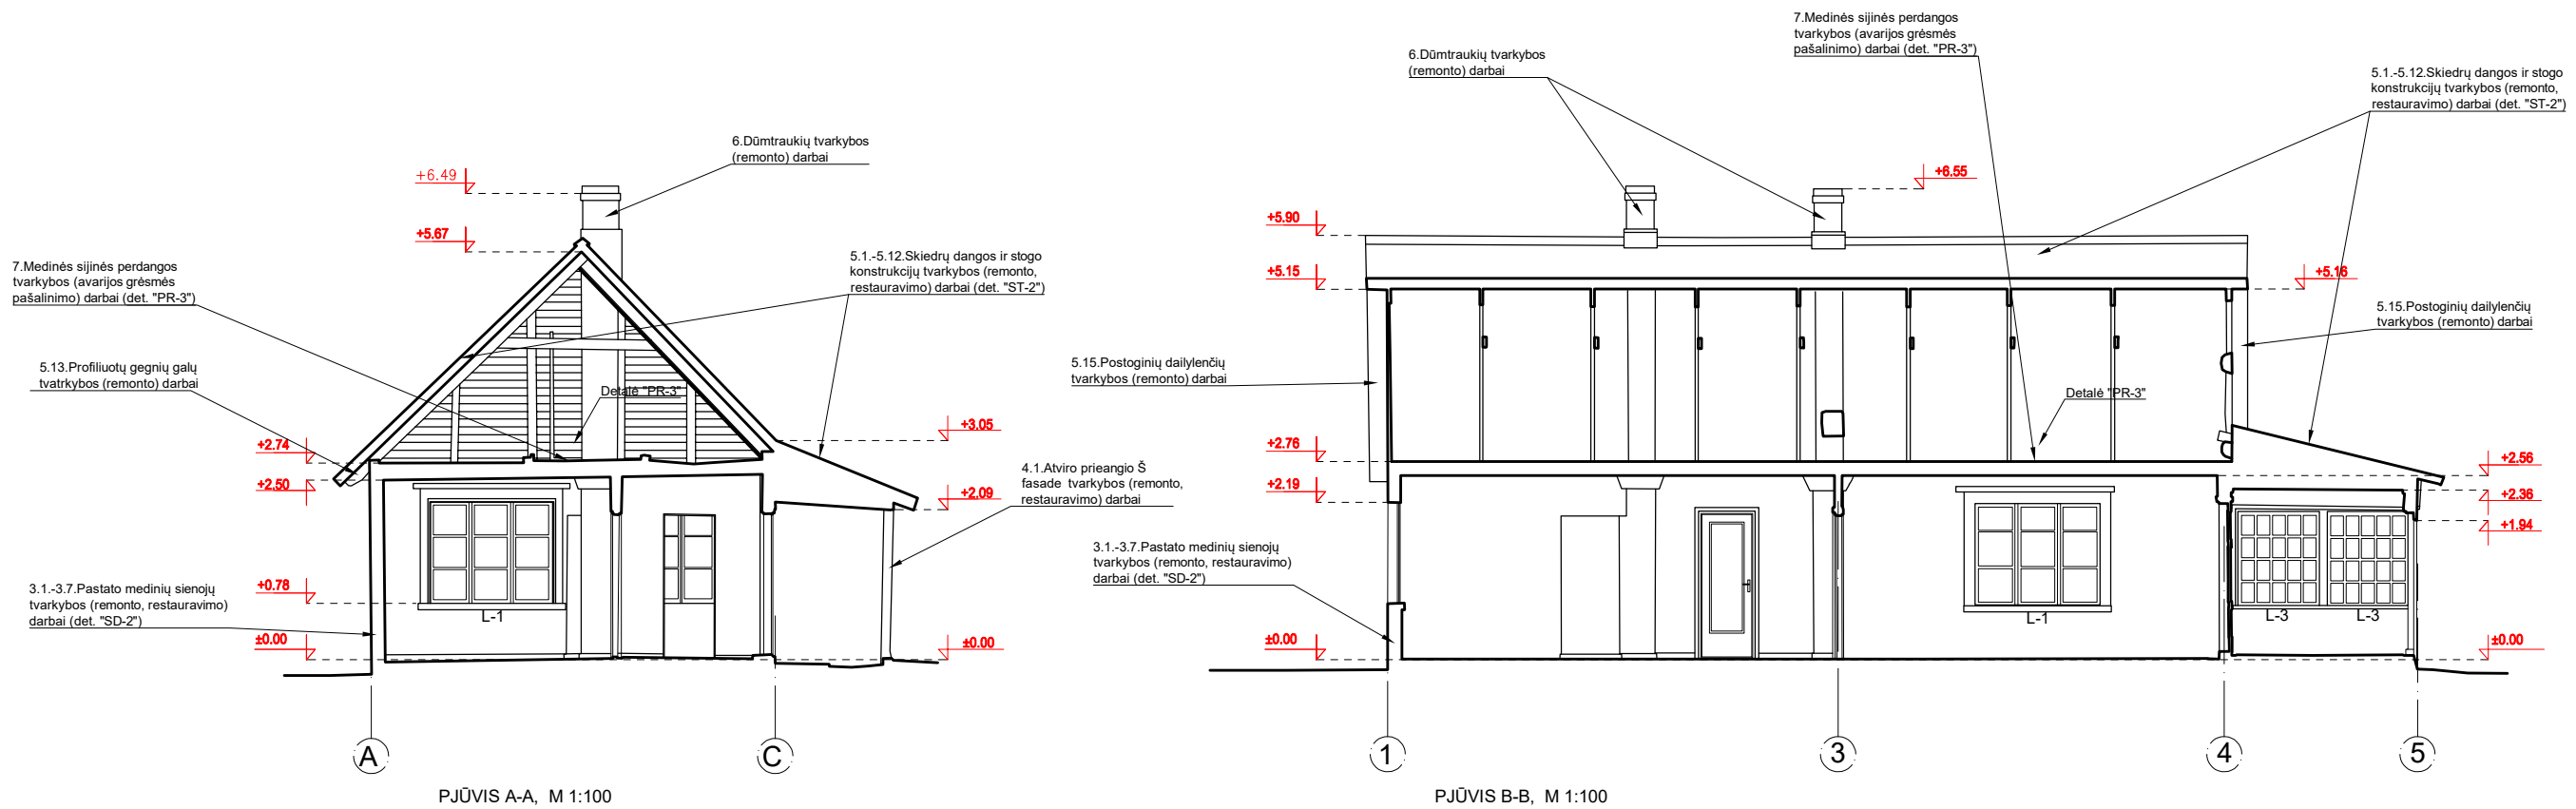 6.Dūmtraukių tvarkybos
(remonto) darbai
+6.49
+5.67
7.Medinės sijinės perdangos
tvarkybos (avarijos grėsmės
pašalinimo) darbai (det. "PR-3")
5.1.-5.12.Skiedrų dangos ir stogo
konstrukcijų tvarkybos (remonto,
restauravimo) darbai (det. "ST-2")
5.13.Profiliuotų gegnių galų
tvatrkybos (remonto) darbai
Detalė "PR-3"
+2.74
+3.05
+2.50
4.1.Atviro prieangio Š
fasade tvarkybos (remonto,
restauravimo) darbai
+2.09
3.1.-3.7.Pastato medinių sienojų
tvarkybos (remonto, restauravimo)
darbai (det. "SD-2")
+0.78
L-1
±0.00
±0.00
A
C
PJŪVIS A-A, M 1:100
7.Medinės sijinės perdangos
tvarkybos (avarijos grėsmės
pašalinimo) darbai (det. "PR-3")
6.Dūmtraukių tvarkybos
(remonto) darbai
5.1.-5.12.Skiedrų dangos ir stogo
konstrukcijų tvarkybos (remonto,
restauravimo) darbai (det. "ST-2")
+6.55
+5.90
+5.15
+5.16
5.15.Postoginių dailylenčių
tvarkybos (remonto) darbai
5.15.Postoginių dailylenčių
tvarkybos (remonto) darbai
Detalė "PR-3"
+2.76
+2.56
+2.19
+2.36
+1.94
3.1.-3.7.Pastato medinių sienojų
tvarkybos (remonto, restauravimo)
darbai (det. "SD-2")
L-1
L-3
L-3
±0.00
±0.00
1
3
4
5
PJŪVIS B-B, M 1:100